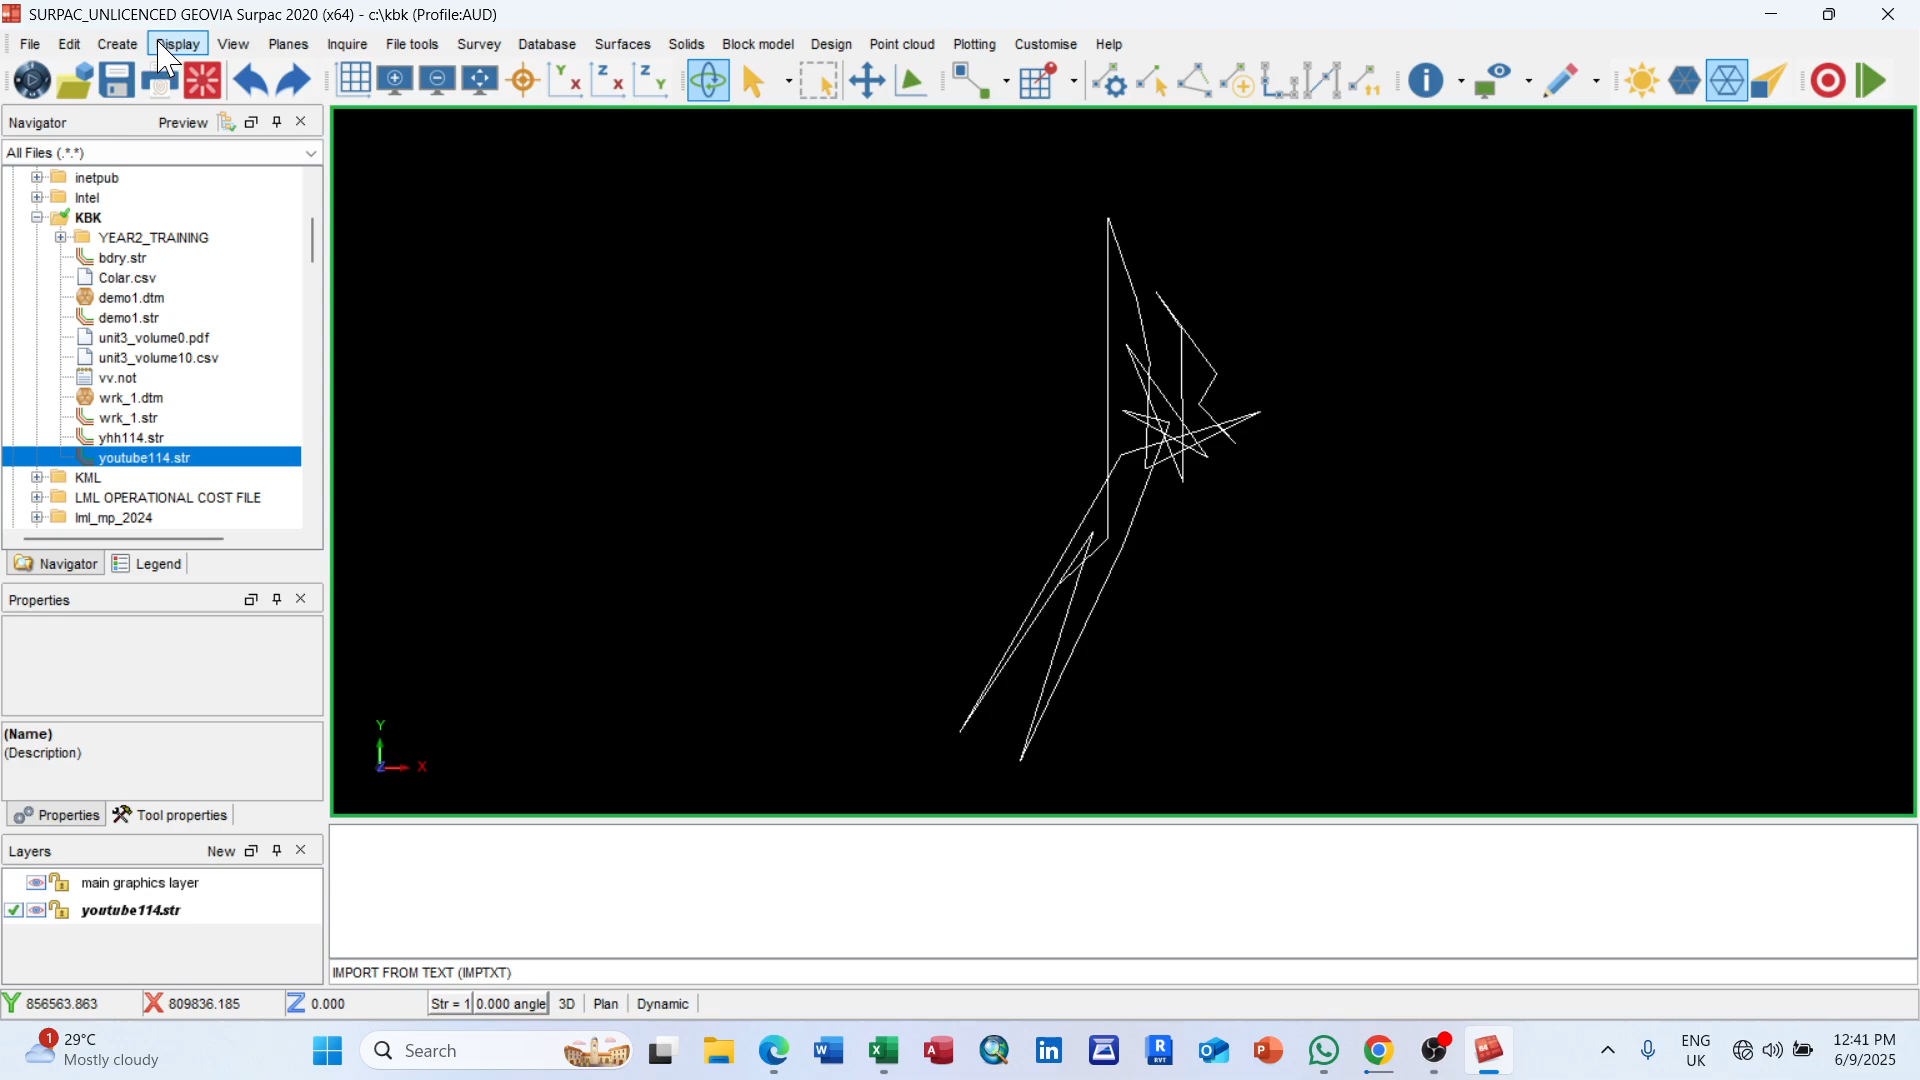 SURPAC_UNLICENCED GEOVIA Surpac 2020 (x64) - c:\kbk (Profile:AUD)
File Edit Create Display View Planes Inquire File tools Survey Database Surfaces Solids Block model Design Point cloud Plotting Customise Help
Navigator Preview
All Files (.*.*)
inetpub
Intel
KBK
YEAR2_TRAINING
bdry.str
Colar.csv
demo1.dtm
demo1.str
unit3_volume0.pdf
unit3_volume10.csv
vv.not
wrk_1.dtm
wrk_1.str
yhh114.str
youtube114.str
KML
LML OPERATIONAL COST FILE
lml_mp_2024
Navigator Legend
Properties
(Name)
(Description)
Properties Tool properties
Layers New
main graphics layer
youtube114.str
Y
Z X
IMPORT FROM TEXT (IMPTXT)
Y 856563.863 X 809836.185 Z 0.000 Str = 1 0.000 angle 3D Plan Dynamic
1 29°C
Mostly cloudy
Search
ENG
UK
12:41 PM
6/9/2025